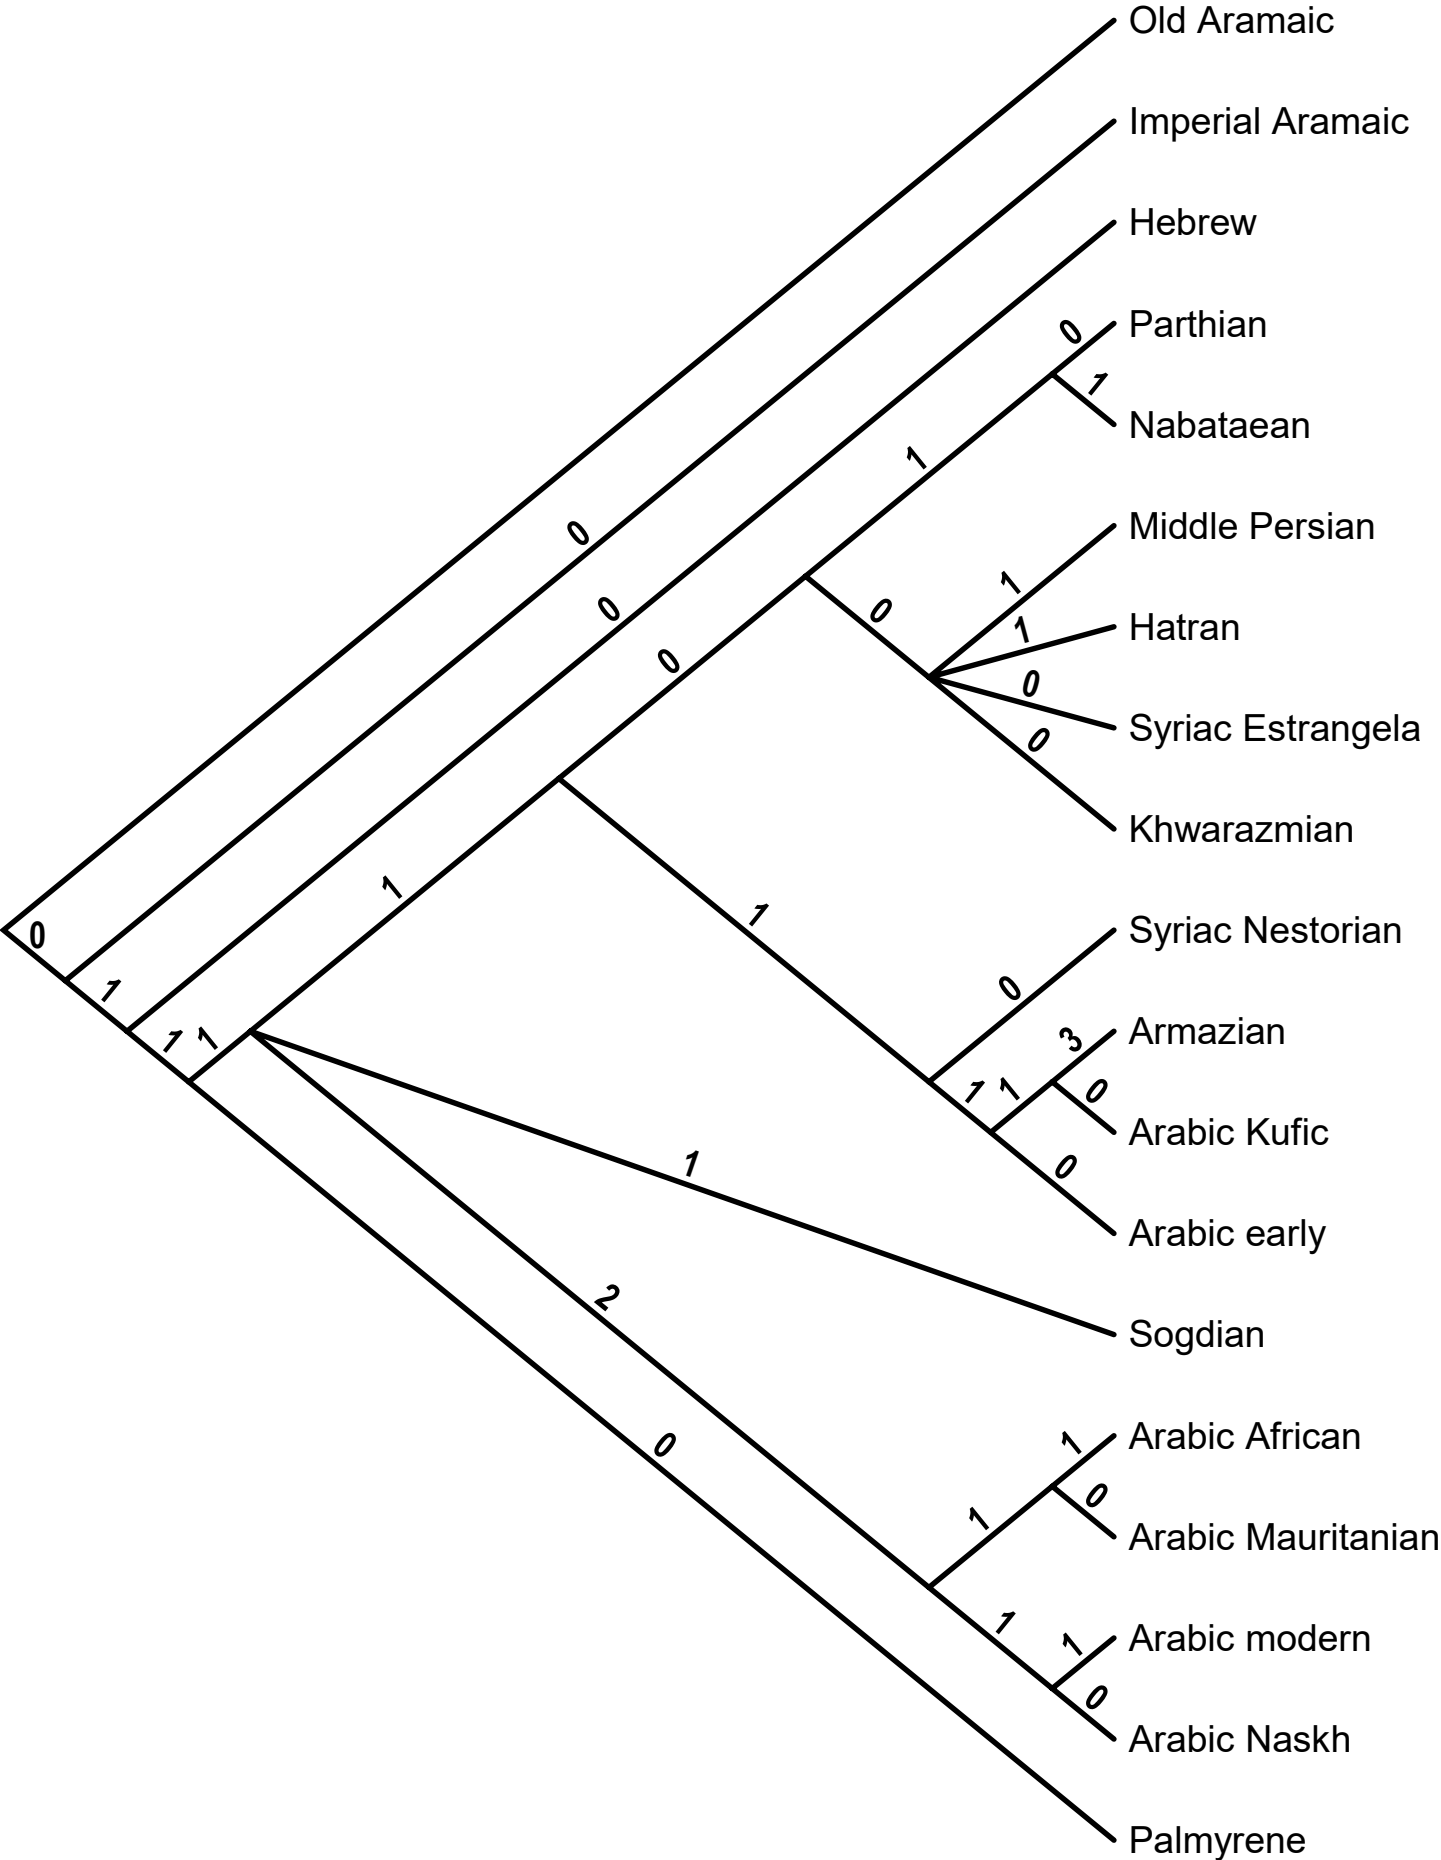 Old Aramaic
Imperial Aramaic
Hebrew
0 Parthian
1
Nabataean
1
Middle Persian
0
1
0
1 Hatran
0
0
0 Syriac Estrangela
0
Khwarazmian
1
1
0
Syriac Nestorian
0
1
1 1
3 Armazian
1 1
0
Arabic Kufic
1
0
Arabic early
2
Sogdian
0
1 Arabic African
0
1
Arabic Mauritanian
1
1 Arabic modern
0
Arabic Naskh
Palmyrene